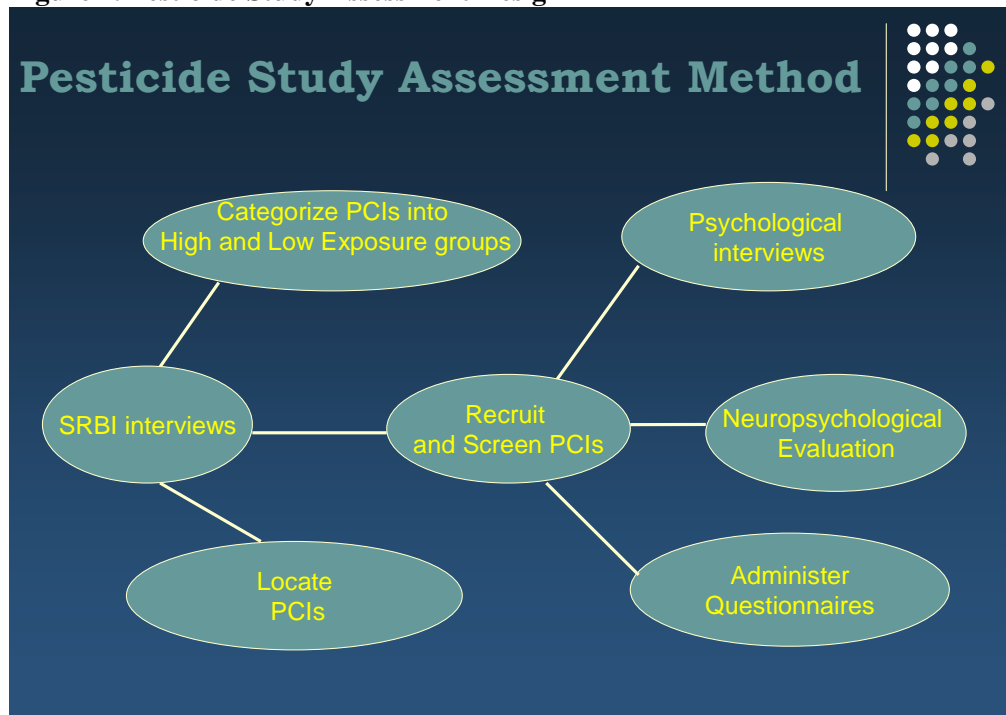 Pesticide Study Assessment Method
Categorize PCIs into
High and Low Exposure groups
Psychological
interviews
SRBI interviews
Recruit
and Screen PCIs
Neuropsychological
Evaluation
Locate
PCIs
Administer
Questionnaires